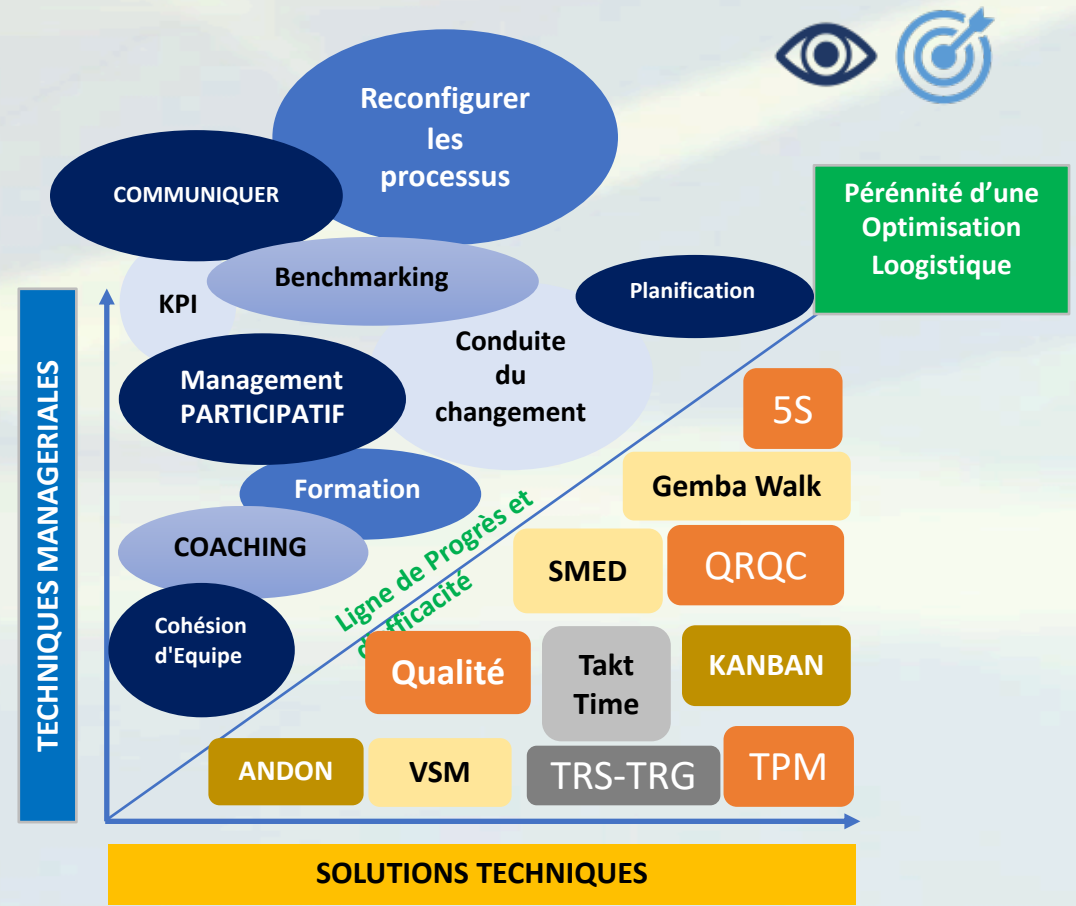 Reconfigurer
les
processus
COMMUNIQUER
Pérénnité d’une
Optimisation
Loogistique
Benchmarking
Planification
KPI
Conduite
du
changement
Management
PARTICIPATIF
5S
Formation
Gemba Walk
COACHING
Ligne de Progrès et
d'efficacité
SMED
QRQC
Cohésion
d'Equipe
Qualité
Takt
Time
KANBAN
ANDON
VSM
TRS-TRG
TPM
TECHNIQUES MANAGERIALES
SOLUTIONS TECHNIQUES